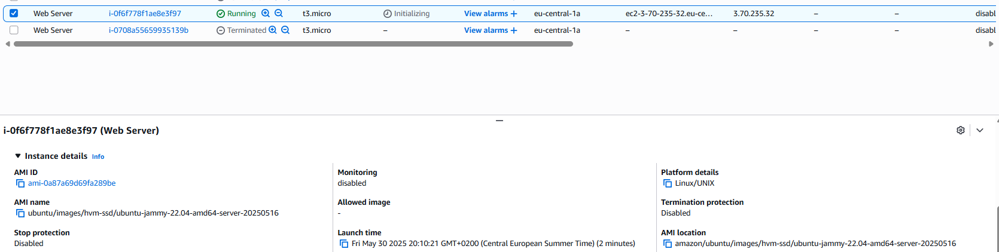 Web Server i-0f6f778f1ae8e3f97 Running t3.micro Initializing View alarms + eu-central-1a ec2-3-70-235-32.eu-ce... 3.70.235.32 – – disabl
Web Server i-0708a55659935139b Terminated t3.micro – View alarms + eu-central-1a – – – – disabl
i-0f6f778f1ae8e3f97 (Web Server)
Instance details Info
AMI ID Monitoring Platform details
ami-0a87a69d69fa289be disabled Linux/UNIX
AMI name Allowed image Termination protection
ubuntu/images/hvm-ssd/ubuntu-jammy-22.04-amd64-server-20250516 - Disabled
Stop protection Launch time AMI location
Disabled Fri May 30 2025 20:10:21 GMT+0200 (Central European Summer Time) (2 minutes) amazon/ubuntu/images/hvm-ssd/ubuntu-jammy-22.04-amd64-server-20250516